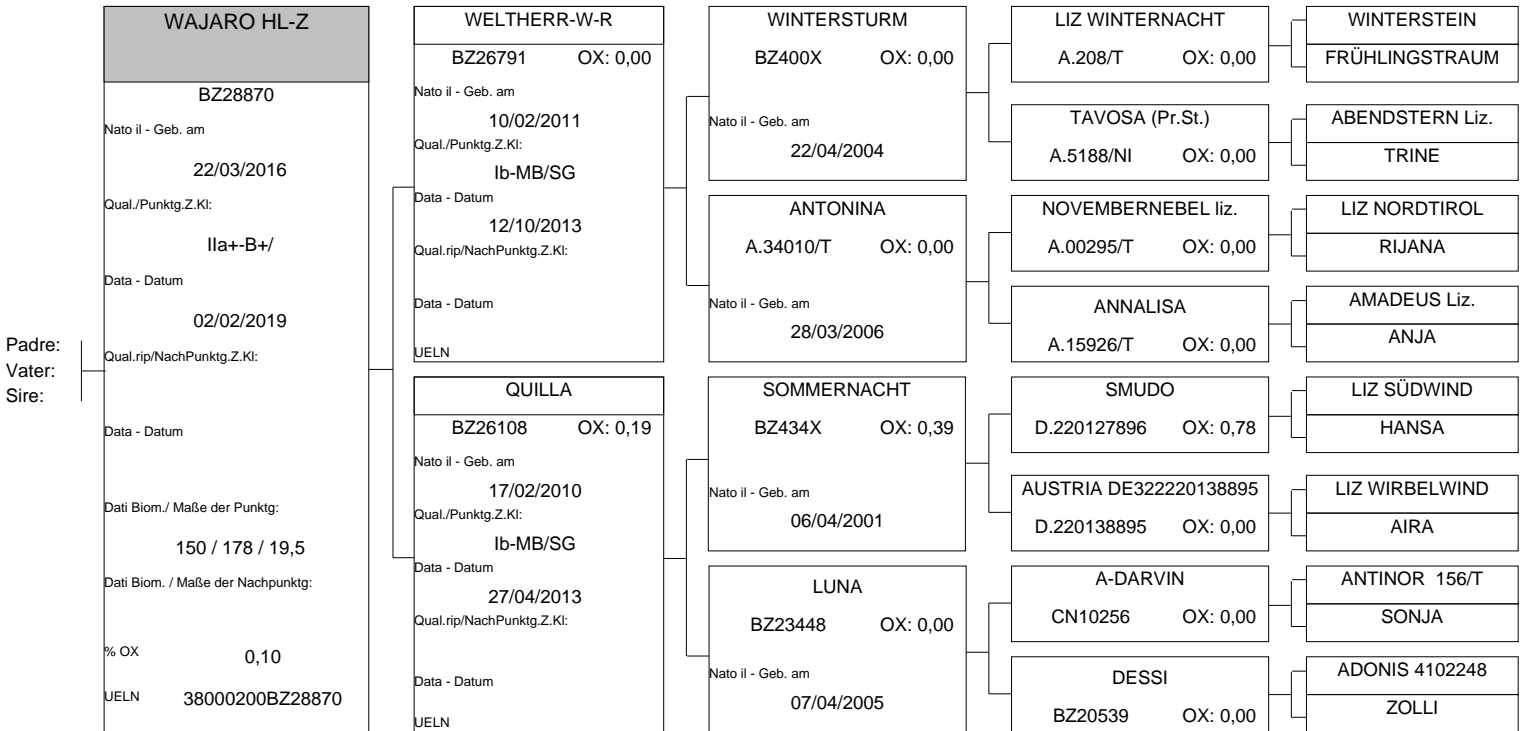 Padre:
Vater:
Sire:
WAJARO HL-Z
BZ28870
Nato il - Geb. am
22/03/2016
Qual./Punktg.Z.Kl:
IIa+-B+/
Data - Datum
02/02/2019
Qual.rip/NachPunktg.Z.Kl:
Data - Datum
Dati Biom./ Maße der Punktg:
150 / 178 / 19,5
Dati Biom. / Maße der Nachpunktg:
% OX 0,10
UELN 38000200BZ28870
WELTHERR-W-R
BZ26791 OX: 0,00
Nato il - Geb. am
10/02/2011
Qual./Punktg.Z.Kl:
Ib-MB/SG
Data - Datum
12/10/2013
Qual.rip/NachPunktg.Z.Kl:
Data - Datum
UELN
QUILLA
BZ26108 OX: 0,19
Nato il - Geb. am
17/02/2010
Qual./Punktg.Z.Kl:
Ib-MB/SG
Data - Datum
27/04/2013
Qual.rip/NachPunktg.Z.Kl:
Data - Datum
UELN
WINTERSTURM
BZ400X OX: 0,00
Nato il - Geb. am
22/04/2004
ANTONINA
A.34010/T OX: 0,00
Nato il - Geb. am
28/03/2006
SOMMERNACHT
BZ434X OX: 0,39
Nato il - Geb. am
06/04/2001
LUNA
BZ23448 OX: 0,00
Nato il - Geb. am
07/04/2005
LIZ WINTERNACHT
A.208/T OX: 0,00
TAVOSA (Pr.St.)
A.5188/NI OX: 0,00
NOVEMBERNEBEL liz.
A.00295/T OX: 0,00
ANNALISA
A.15926/T OX: 0,00
SMUDO
D.220127896 OX: 0,78
AUSTRIA DE322220138895
D.220138895 OX: 0,00
A-DARVIN
CN10256 OX: 0,00
DESSI
BZ20539 OX: 0,00
WINTERSTEIN
FRÜHLINGSTRAUM
ABENDSTERN Liz.
TRINE
LIZ NORDTIROL
RIJANA
AMADEUS Liz.
ANJA
LIZ SÜDWIND
HANSA
LIZ WIRBELWIND
AIRA
ANTINOR 156/T
SONJA
ADONIS 4102248
ZOLLI